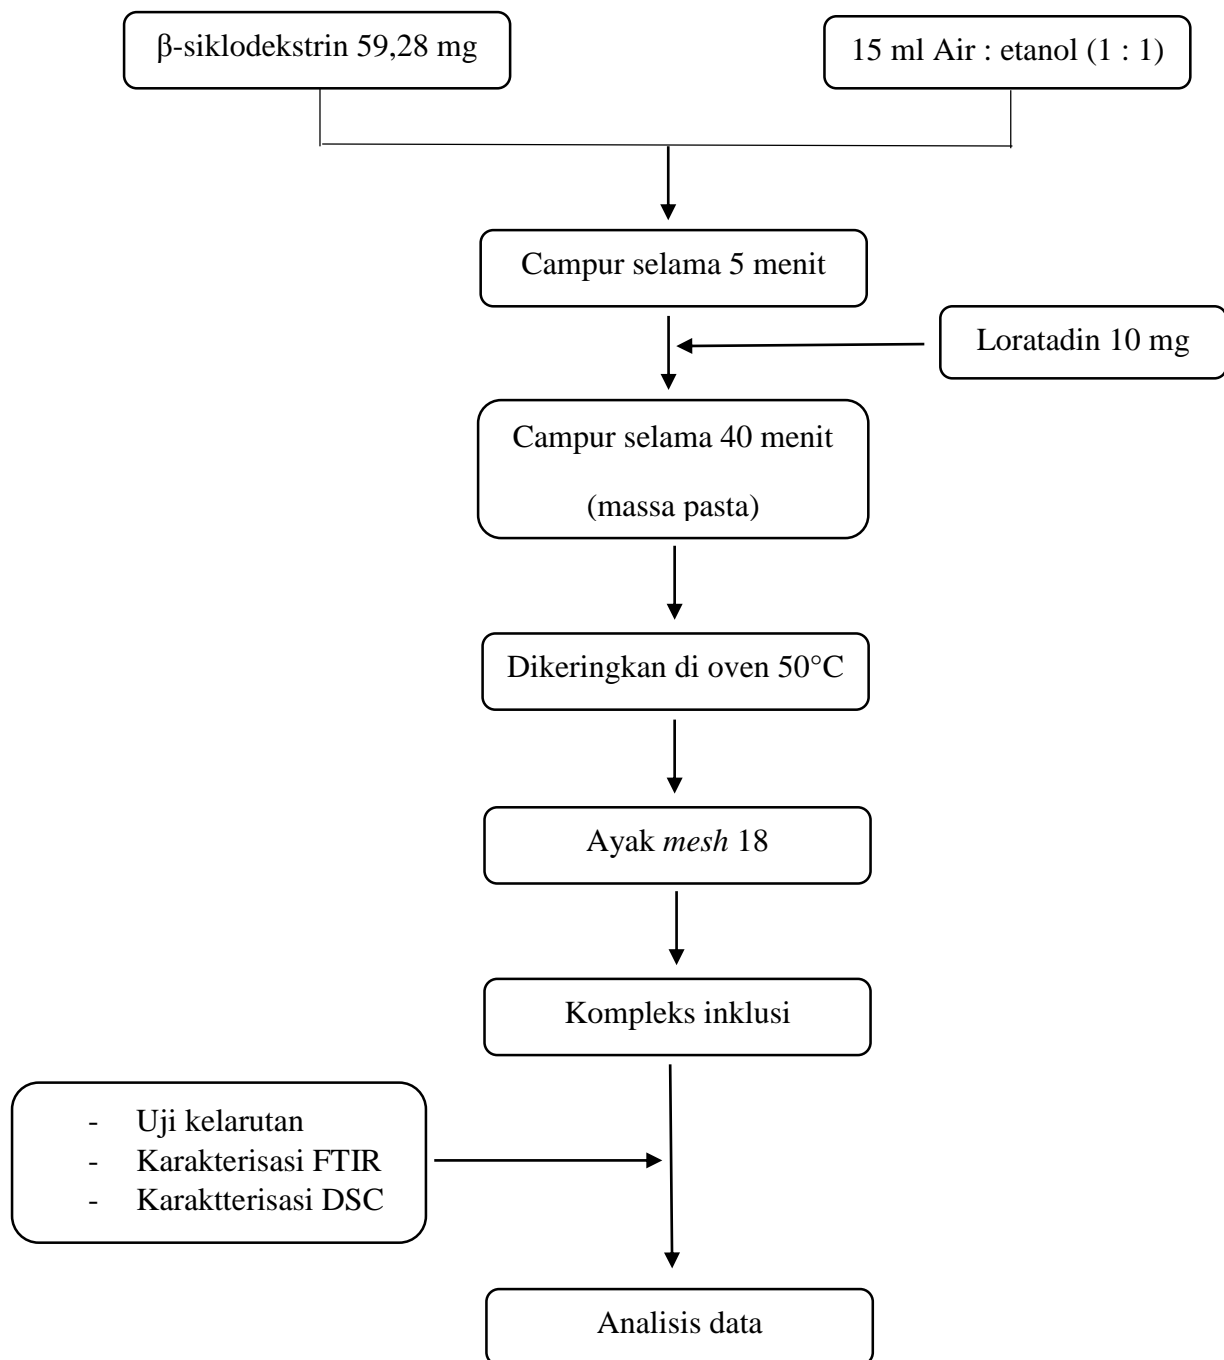 β-siklodekstrin 59,28 mg
15 ml Air : etanol (1 : 1)
Campur selama 5 menit
Loratadin 10 mg
Campur selama 40 menit
(massa pasta)
Dikeringkan di oven 50°C
Ayak mesh 18
Kompleks inklusi
- Uji kelarutan
- Karakterisasi FTIR
- Karaktterisasi DSC
Analisis data